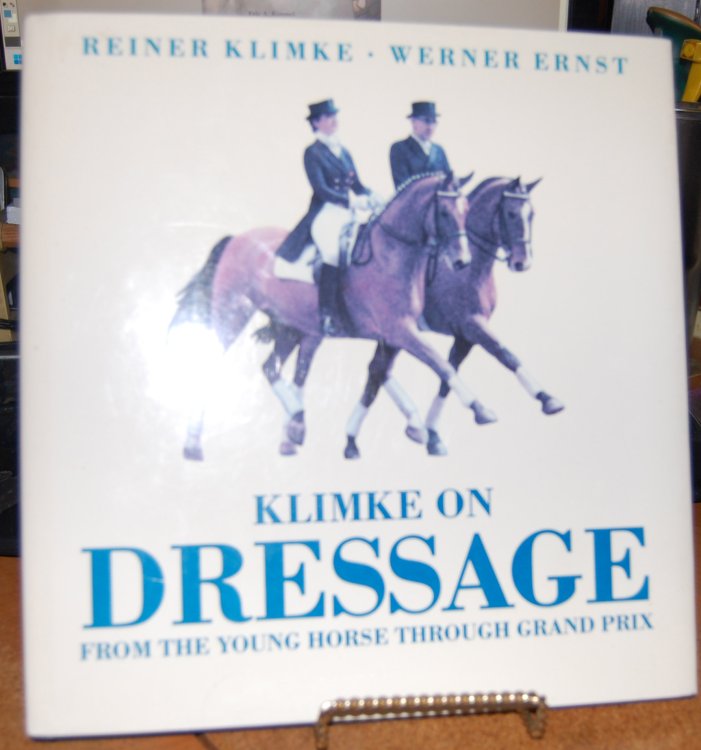 REINER KLIMKE · WERNER ERNST
KLIMKE ON
DRESSAGE
FROM THE YOUNG HORSE THROUGH GRAND PRIX